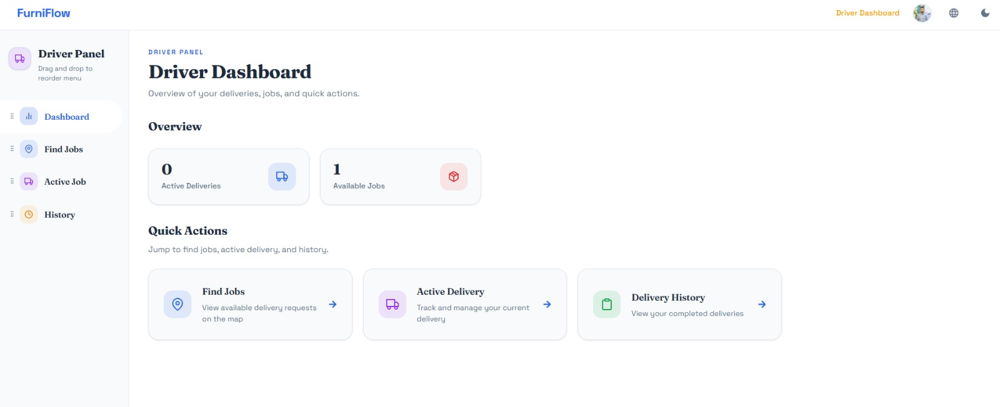 FurniFlow
Driver Dashboard
Driver Panel
Drag and drop to
reorder menu
Dashboard
Find Jobs
Active Job
History
DRIVER PANEL
Driver Dashboard
Overview of your deliveries, jobs, and quick actions.
Overview
0
Active Deliveries
1
Available Jobs
Quick Actions
Jump to find jobs, active delivery, and history.
Find Jobs
View available delivery requests
on the map
Active Delivery
Track and manage your current
delivery
Delivery History
View your completed deliveries